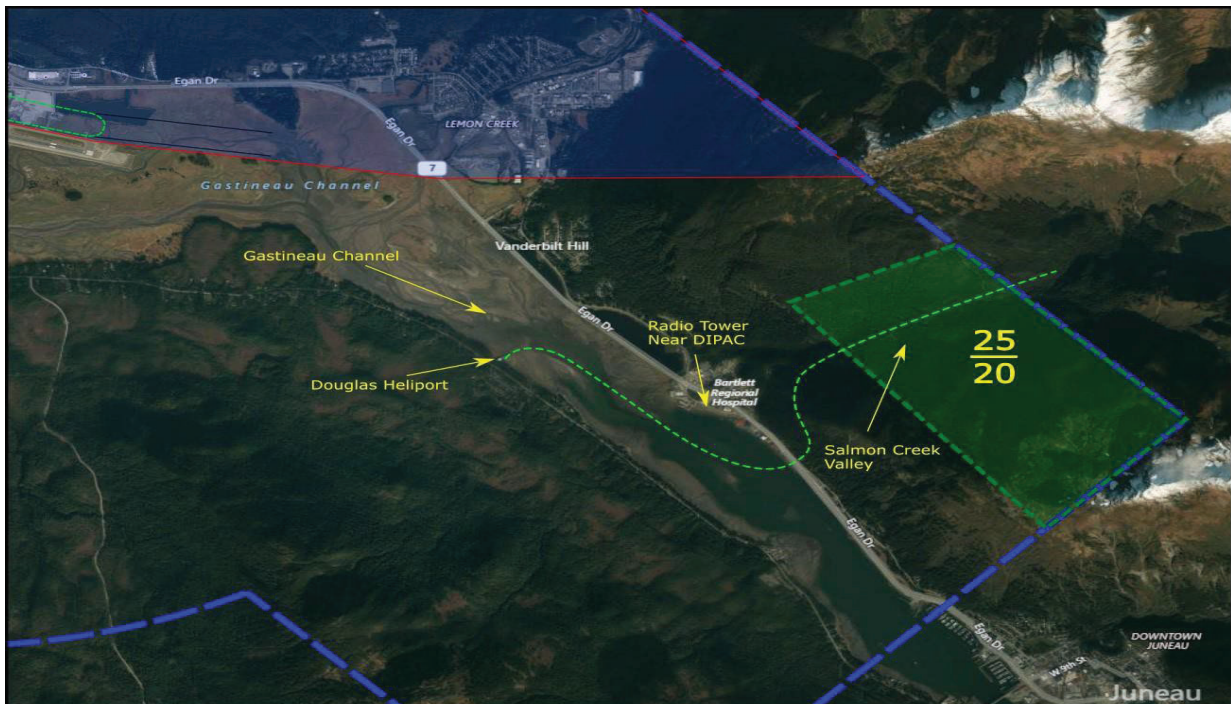 Egan Dr
Egan Dr
LEMON CREEK
7
Gastineau Channel
Vanderbilt Hill
Gastineau Channel
Egan Dr
Radio Tower
Near DIPAC
25
20
Douglas Heliport
Bartlett
Regional
Hospital
Salmon Creek
Valley
Egan Dr
Egan Dr
DOWNTOWN
JUNEAU
W 9th St
Juneau